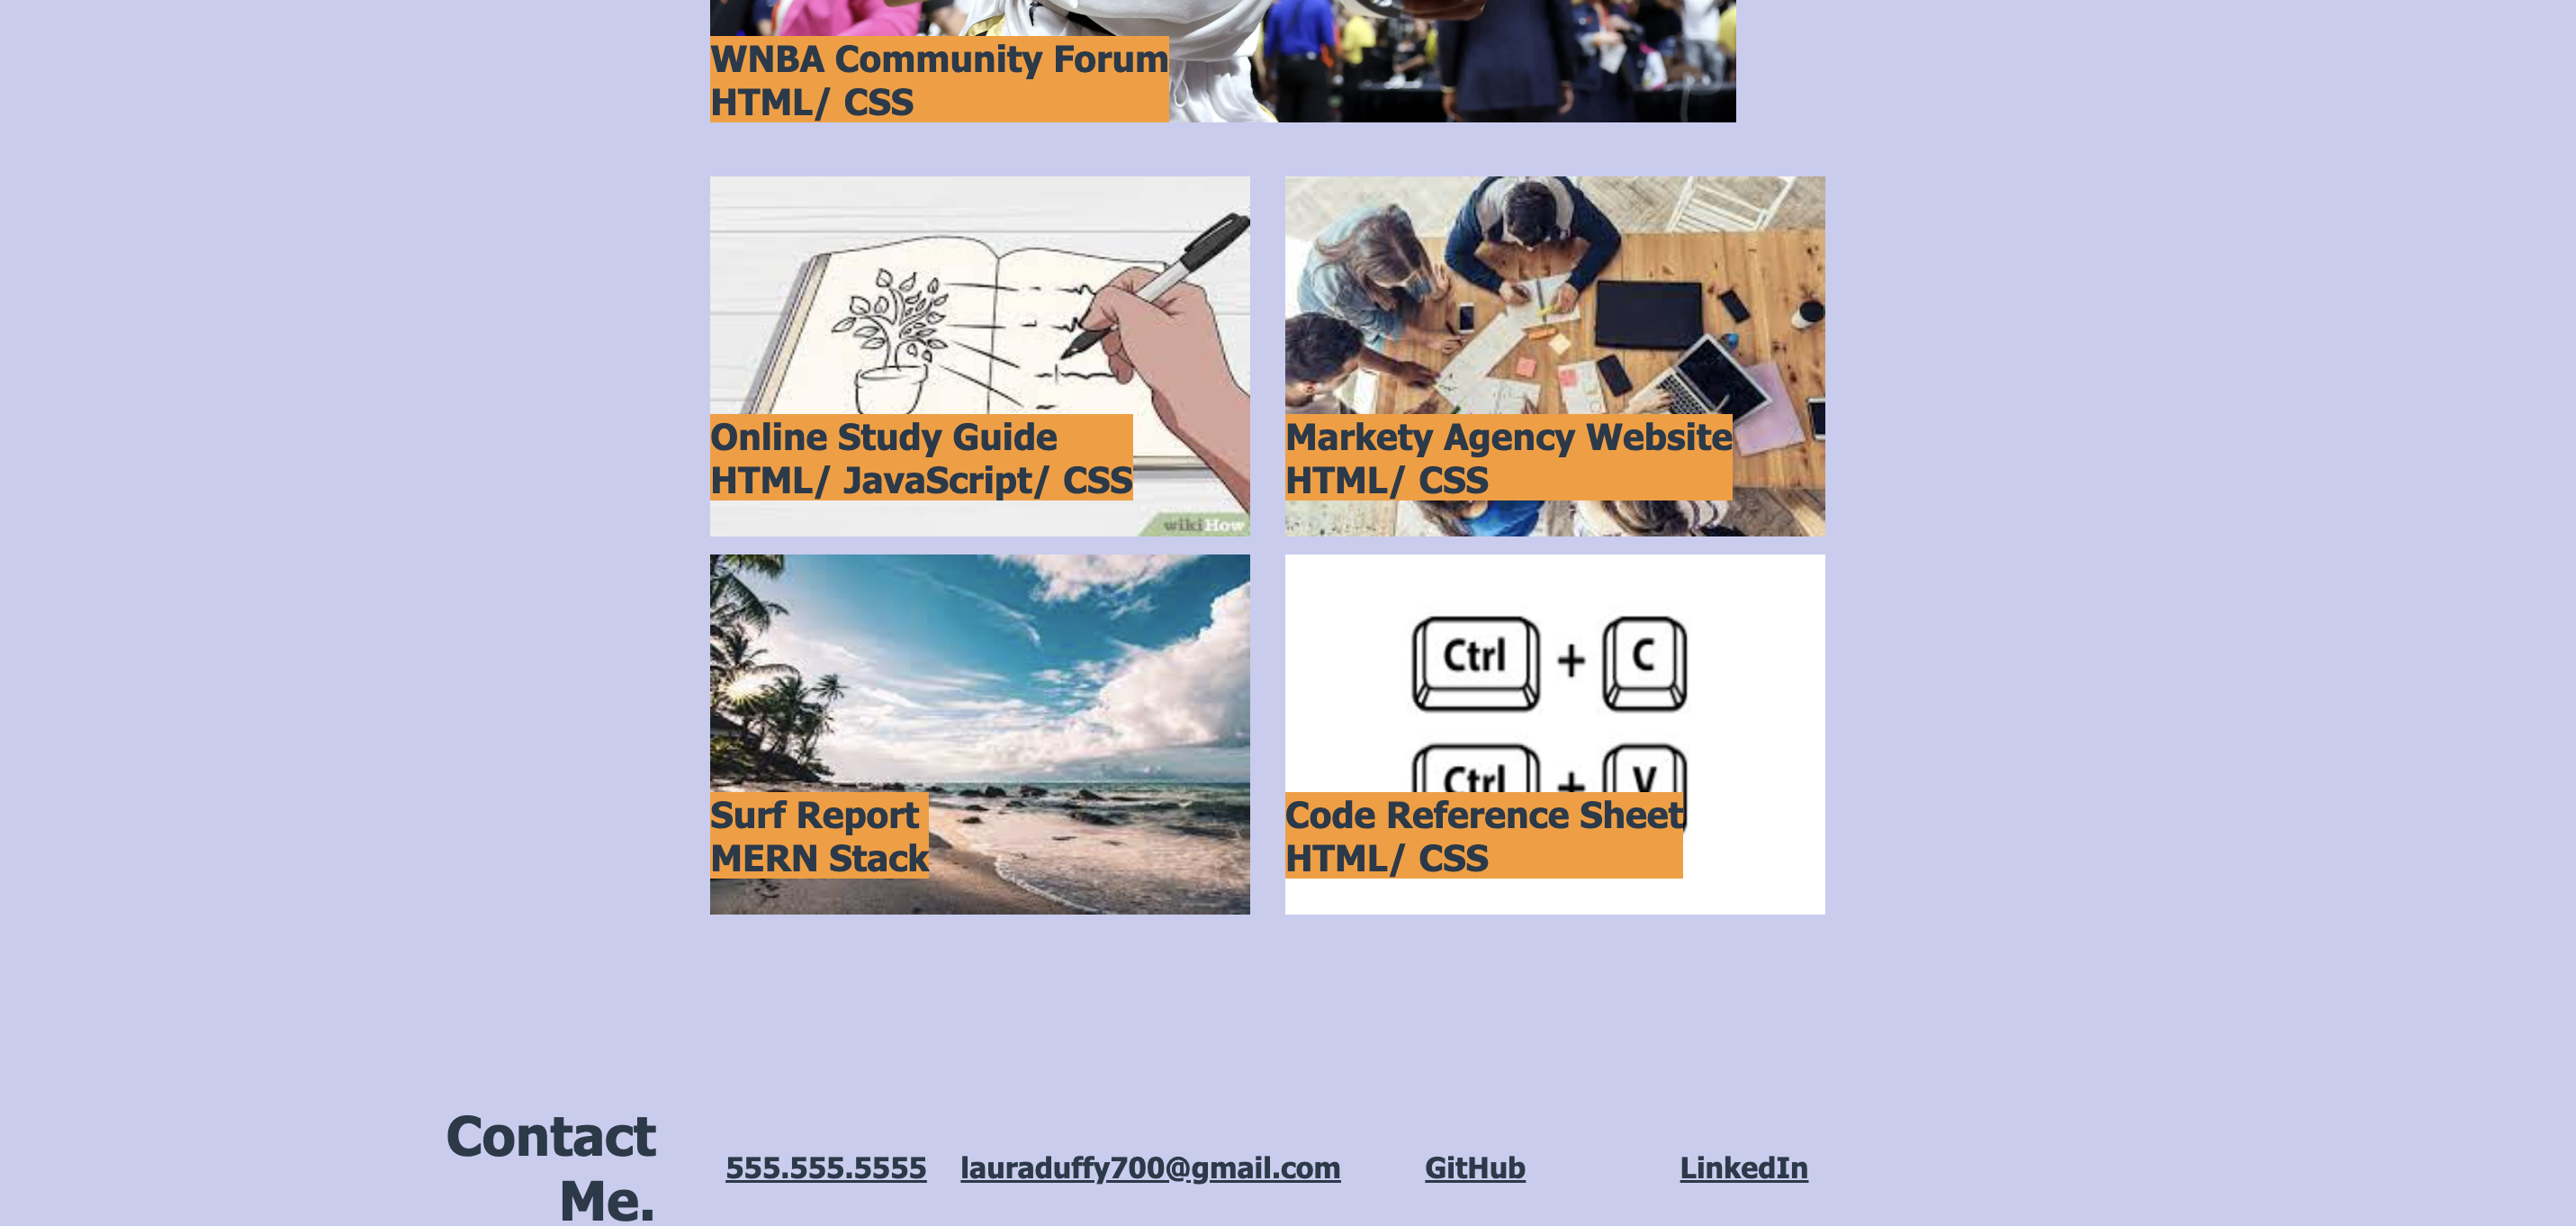 WNBA Community Forum
HTML/ CSS
Online Study Guide
HTML/ JavaScript/ CSS
wikiHow
Markety Agency Website
HTML/ CSS
Surf Report
MERN Stack
Ctrl + C
Ctrl + V
Code Reference Sheet
HTML/ CSS
Contact
Me.
555.555.5555 lauraduffy700@gmail.com GitHub LinkedIn